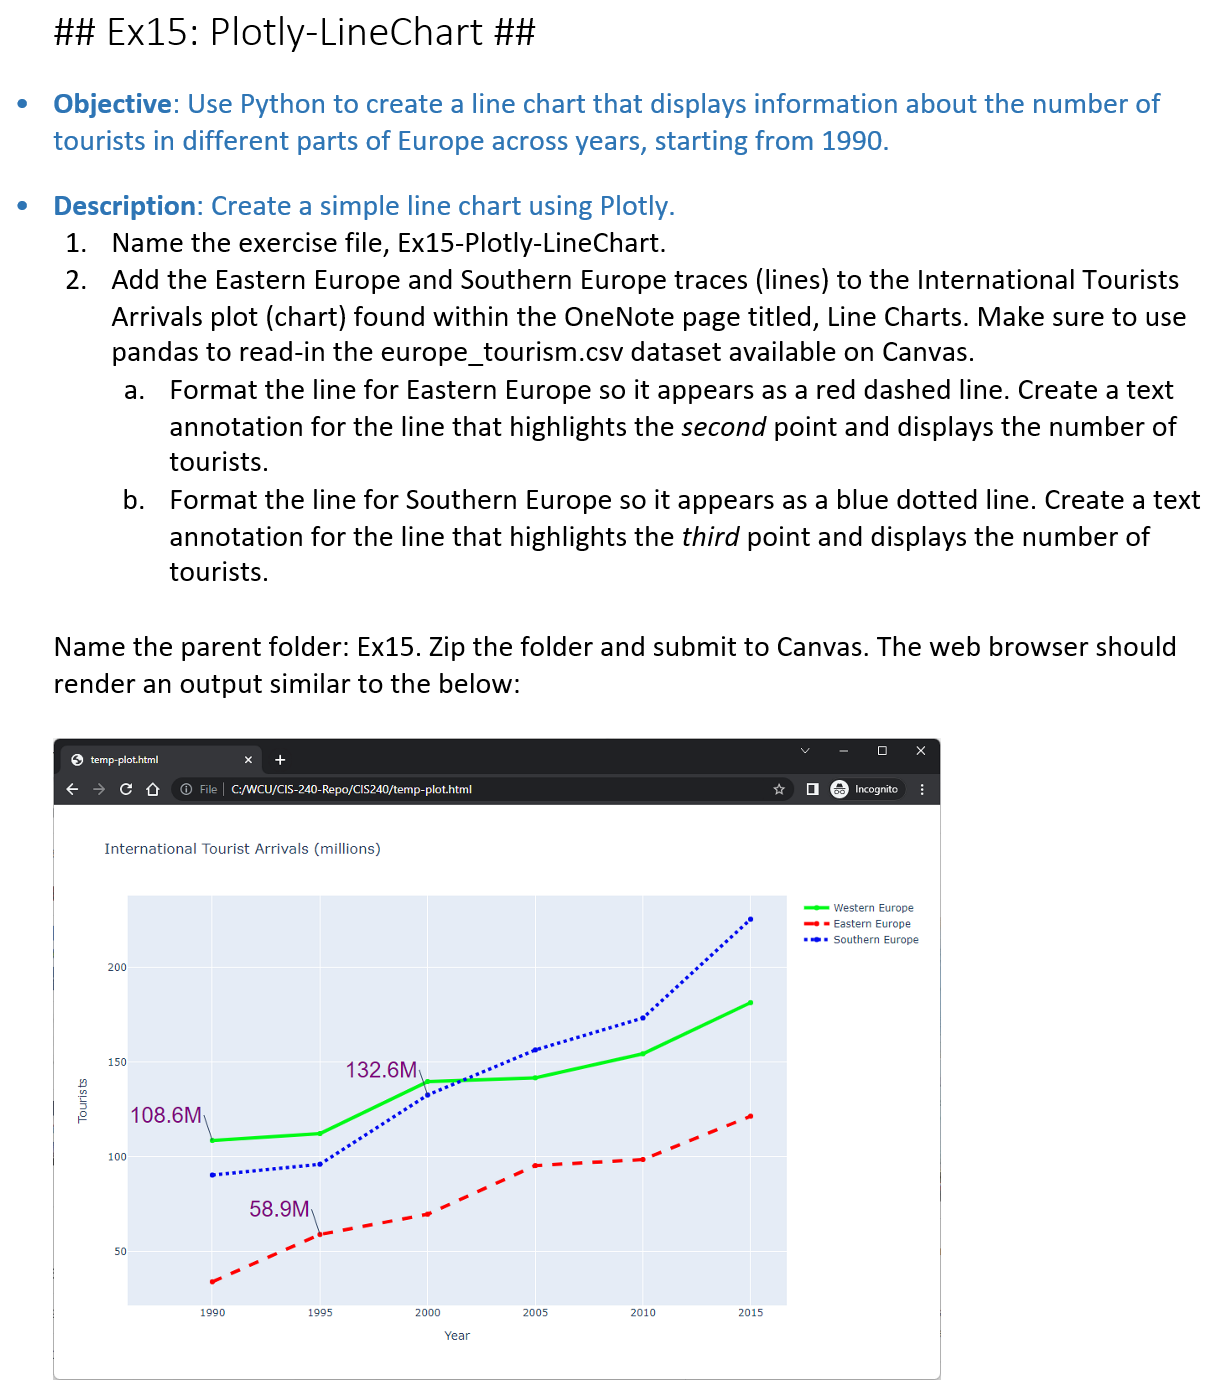 ## Ex15: Plotly-LineChart ##
• Objective: Use Python to create a line chart that displays information about the number of
tourists in different parts of Europe across years, starting from 1990.
• Description: Create a simple line chart using Plotly.
1. Name the exercise file, Ex15-Plotly-LineChart.
2. Add the Eastern Europe and Southern Europe traces (lines) to the International Tourists
Arrivals plot (chart) found within the OneNote page titled, Line Charts. Make sure to use
pandas to read-in the europe_tourism.csv dataset available on Canvas.
a. Format the line for Eastern Europe so it appears as a red dashed line. Create a text
annotation for the line that highlights the second point and displays the number of
tourists.
b. Format the line for Southern Europe so it appears as a blue dotted line. Create a text
annotation for the line that highlights the third point and displays the number of
tourists.
Name the parent folder: Ex15. Zip the folder and submit to Canvas. The web browser should
render an output similar to the below:
temp-plot.html
File | C:/WCU/CIS-240-Repo/CIS240/temp-plot.html
Incognito
International Tourist Arrivals (millions)
Western Europe
Eastern Europe
Southern Europe
200
150
132.6M
Tourists
108.6M
100
58.9M
50
1990 1995 2000 2005 2010 2015
Year